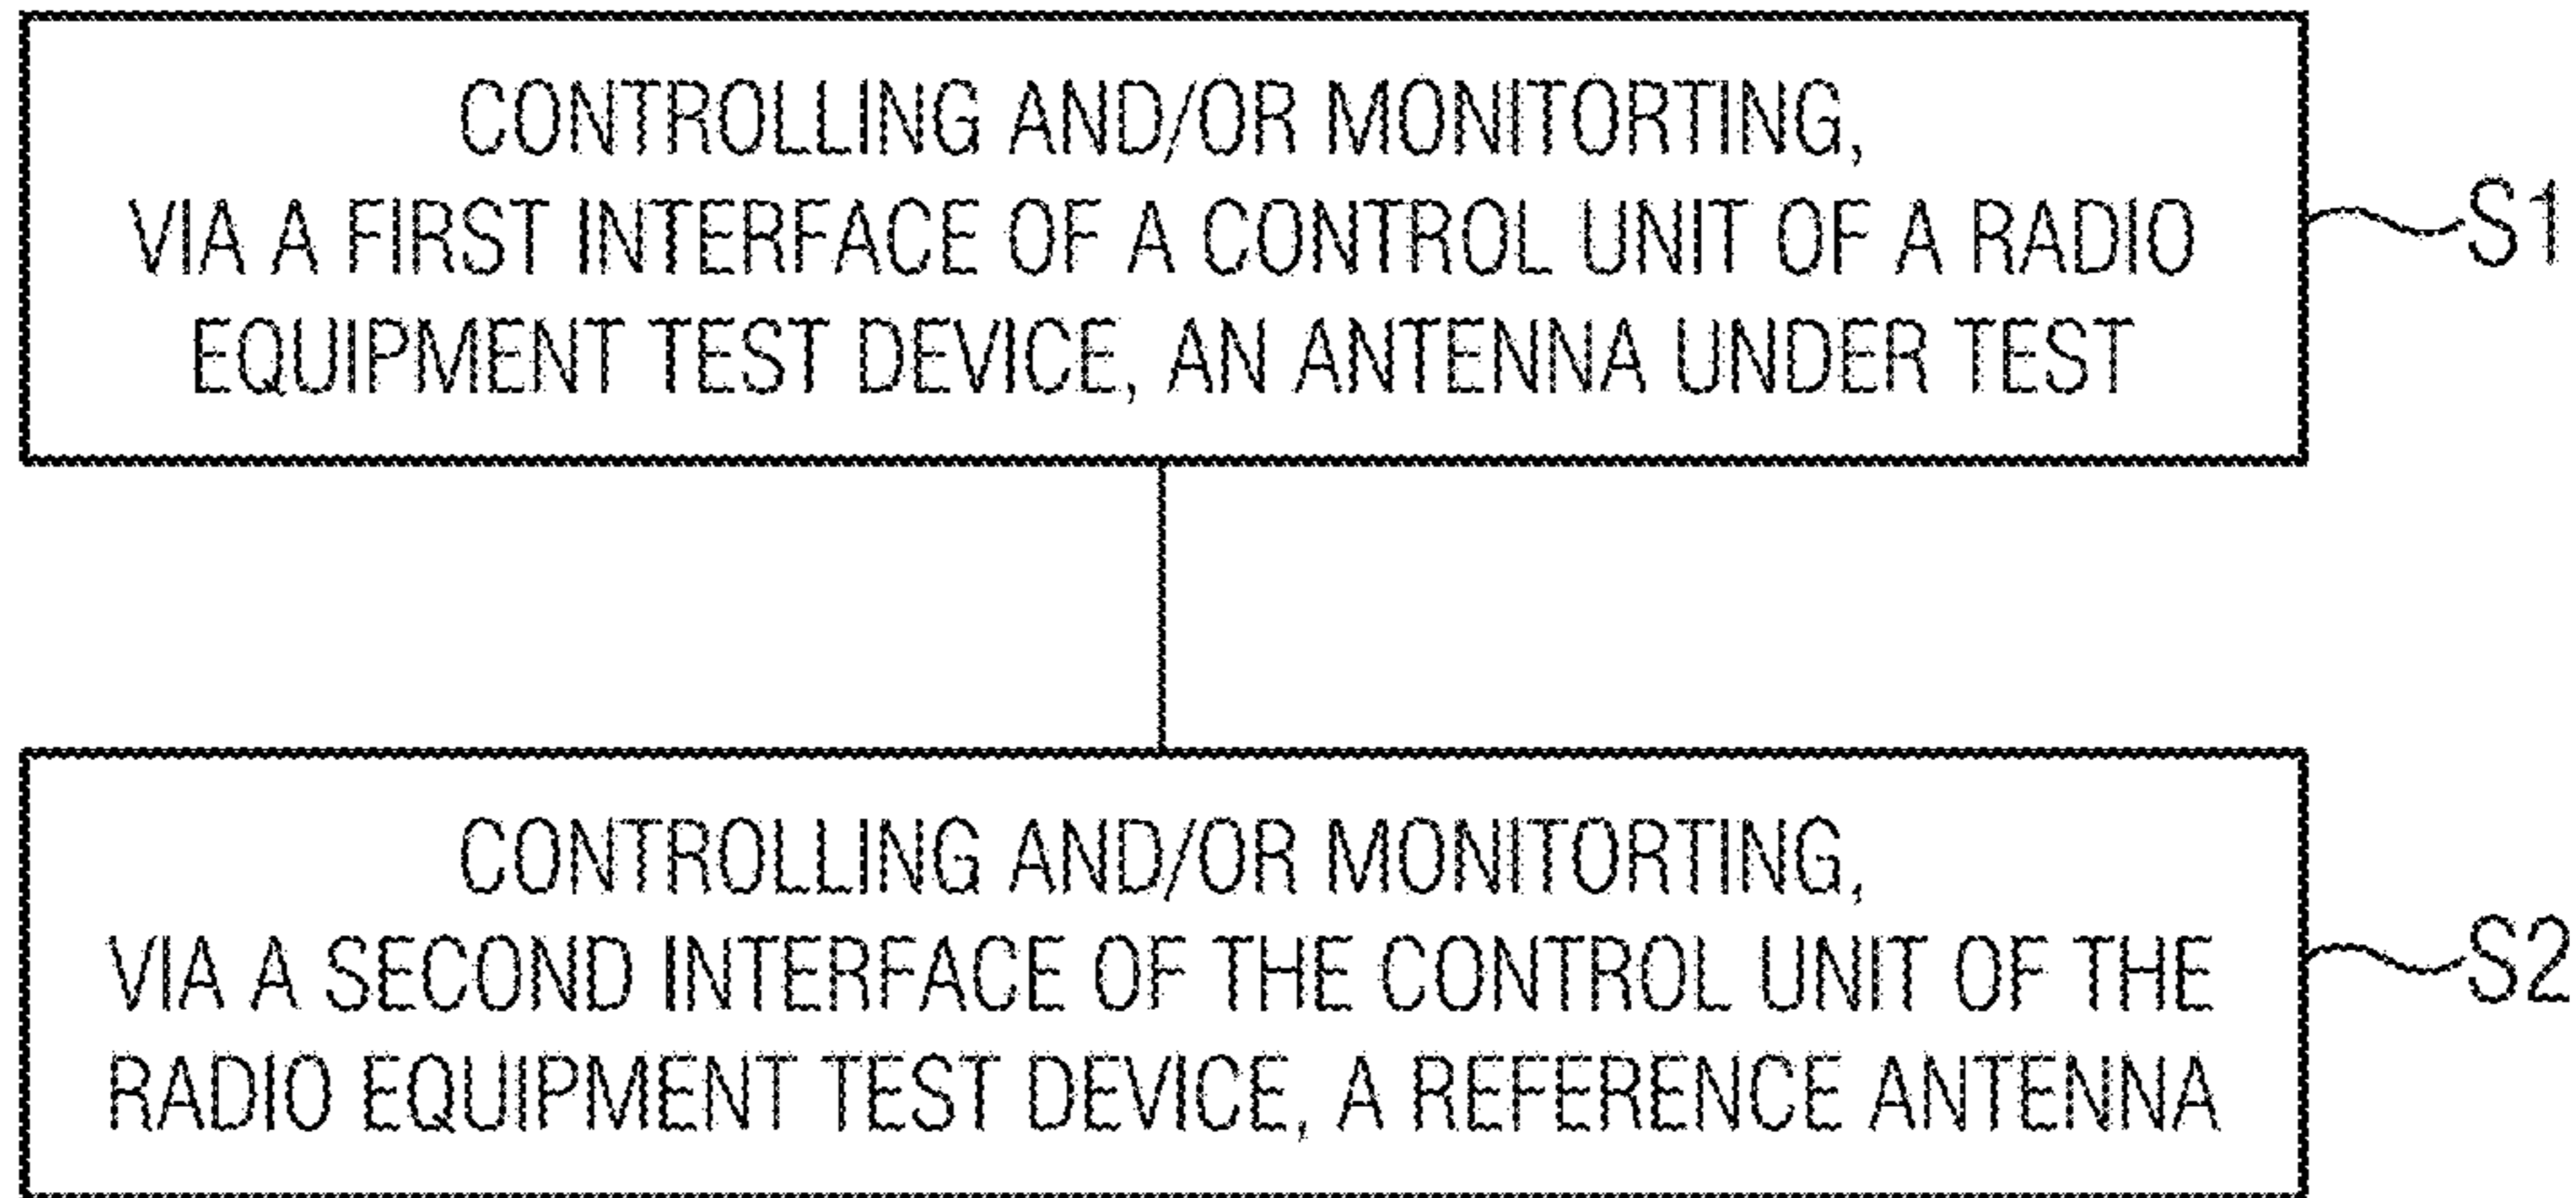 CONTROLLING AND/OR MONITORTING,
VIA A FIRST INTERFACE OF A CONTROL UNIT OF A RADIO
EQUIPMENT TEST DEVICE, AN ANTENNA UNDER TEST
S1
CONTROLLING AND/OR MONITORTING,
VIA A SECOND INTERFACE OF THE CONTROL UNIT OF THE
RADIO EQUIPMENT TEST DEVICE, A REFERENCE ANTENNA
S2